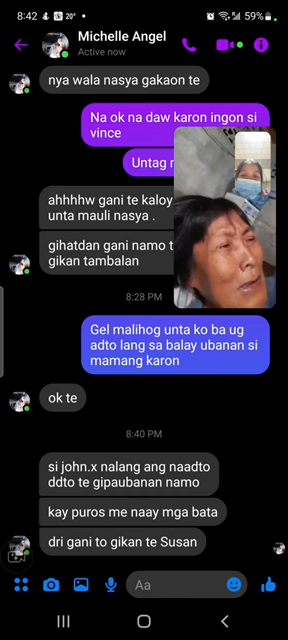 8:42 20° 59%
Michelle Angel
Active now
nya wala nasya gakaon te
Na ok na daw karon ingon si
vince
Untag
ahhhhw gani te kaloy
unta mauli nasya .
gihatdan gani namo
gikan tambalan
8:28 PM
Gel malihog unta ko ba ug
adto lang sa balay ubanan si
mamang karon
ok te
8:40 PM
si john.x nalang ang naadto
ddto te gipaubanan namo
kay puros me naay mga bata
dri gani to gikan te Susan
Aa